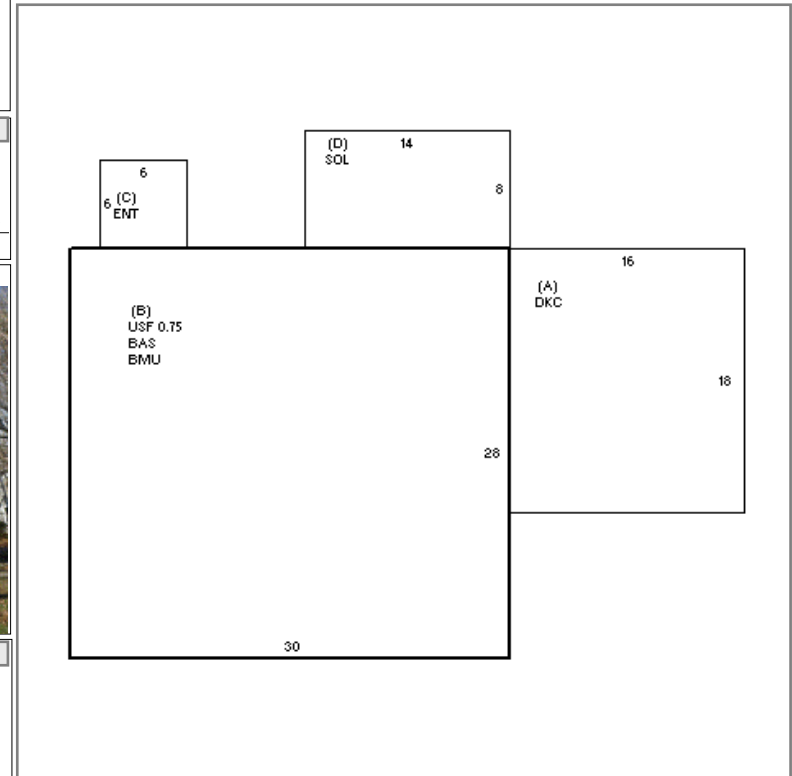 (D)
SOL
14
8
6
6
(C)
ENT
16
(A)
DKC
18
(B)
USF 0.75
BAS
BMU
28
30